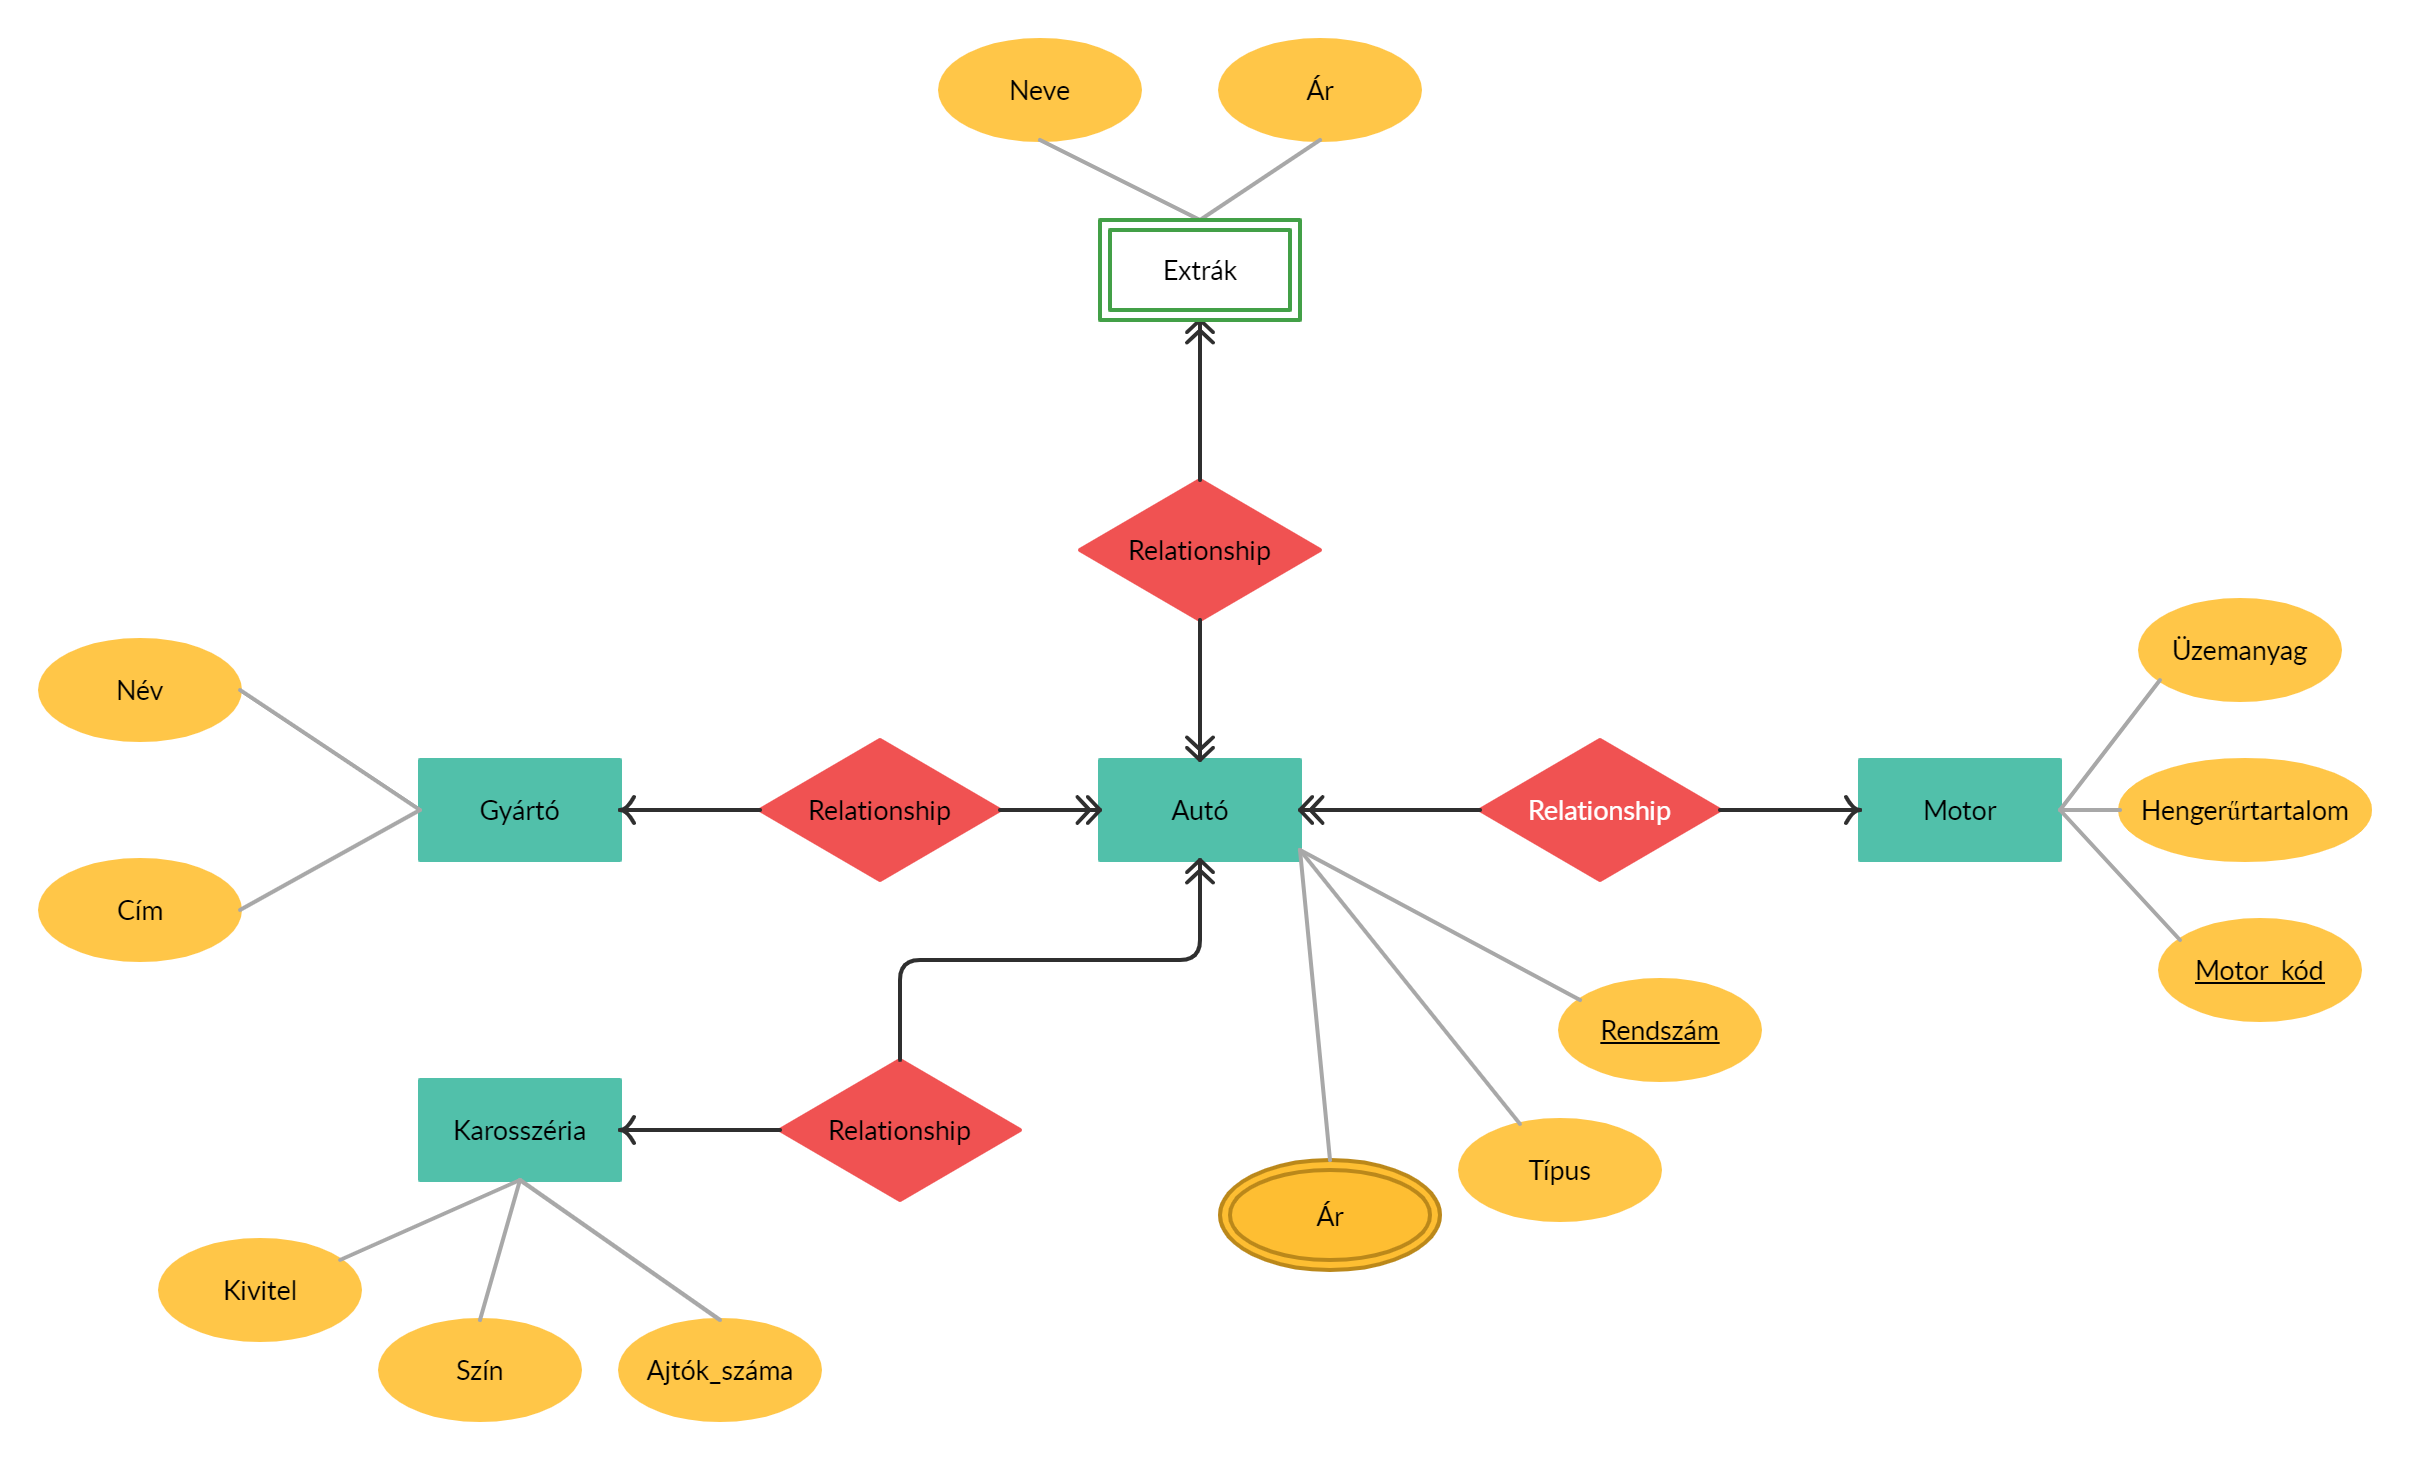 Neve
Ár
Extrák
Relationship
Üzemanyag
Név
Gyártó
Relationship
Autó
Relationship
Motor
Hengerűrtartalom
Cím
Motor_kód
Rendszám
Karosszéria
Relationship
Típus
Ár
Kivitel
Szín
Ajtók_száma